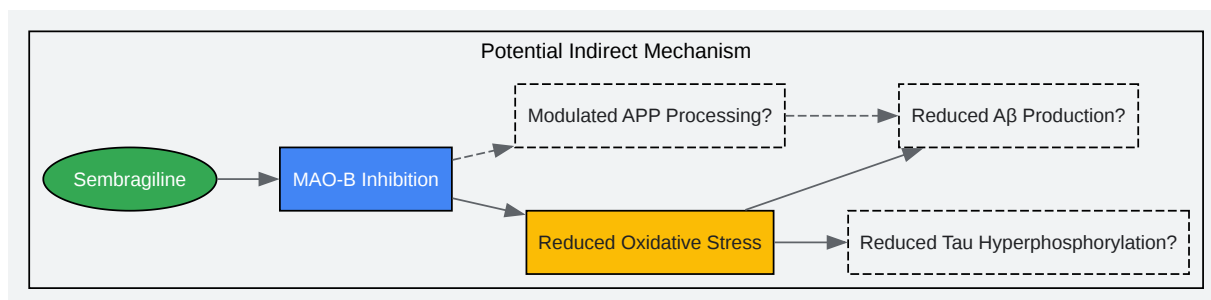 Potential Indirect Mechanism
Modulated APP Processing?
Reduced Aβ Production?
Sembragiline
MAO-B Inhibition
Reduced Oxidative Stress
Reduced Tau Hyperphosphorylation?